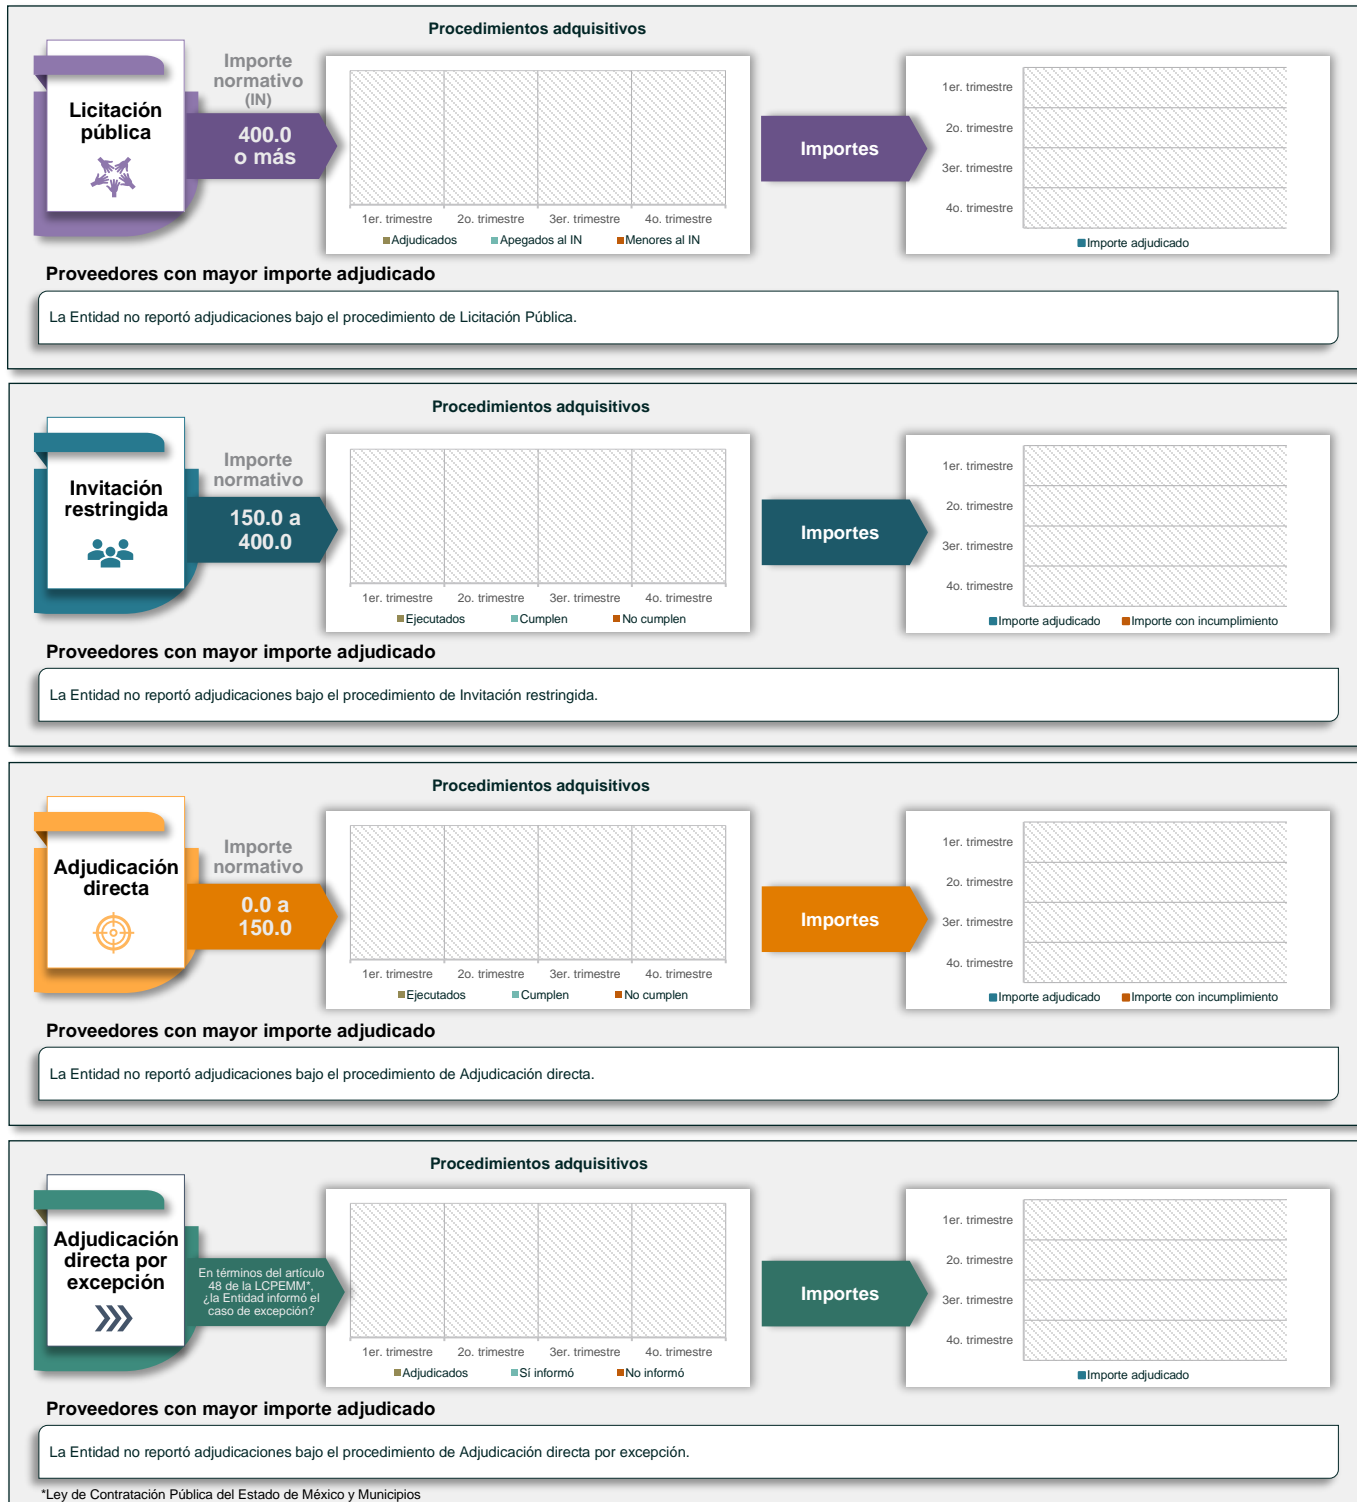 Procedimientos adquisitivos
Licitación
pública
Importe
normativo
(IN)
400.0
o más
1er. trimestre
2o. trimestre
3er. trimestre
4o. trimestre
Adjudicados
Apegados al IN
Menores al IN
Importes
1er. trimestre
2o. trimestre
3er. trimestre
4o. trimestre
Importe adjudicado
Proveedores con mayor importe adjudicado
La Entidad no reportó adjudicaciones bajo el procedimiento de Licitación Pública.
Procedimientos adquisitivos
Invitación
restringida
Importe
normativo
150.0 a
400.0
1er. trimestre
2o. trimestre
3er. trimestre
4o. trimestre
Ejecutados
Cumplen
No cumplen
Importes
1er. trimestre
2o. trimestre
3er. trimestre
4o. trimestre
Importe adjudicado
Importe con incumplimiento
Proveedores con mayor importe adjudicado
La Entidad no reportó adjudicaciones bajo el procedimiento de Invitación restringida.
Procedimientos adquisitivos
Adjudicación
directa
Importe
normativo
0.0 a
150.0
1er. trimestre
2o. trimestre
3er. trimestre
4o. trimestre
Ejecutados
Cumplen
No cumplen
Importes
1er. trimestre
2o. trimestre
3er. trimestre
4o. trimestre
Importe adjudicado
Importe con incumplimiento
Proveedores con mayor importe adjudicado
La Entidad no reportó adjudicaciones bajo el procedimiento de Adjudicación directa.
Procedimientos adquisitivos
Adjudicación
directa por
excepción
En términos del artículo
48 de la LCPEMM*,
¿la Entidad informó el
caso de excepción?
1er. trimestre
2o. trimestre
3er. trimestre
4o. trimestre
Adjudicados
Sí informó
No informó
Importes
1er. trimestre
2o. trimestre
3er. trimestre
4o. trimestre
Importe adjudicado
Proveedores con mayor importe adjudicado
La Entidad no reportó adjudicaciones bajo el procedimiento de Adjudicación directa por excepción.
*Ley de Contratación Pública del Estado de México y Municipios